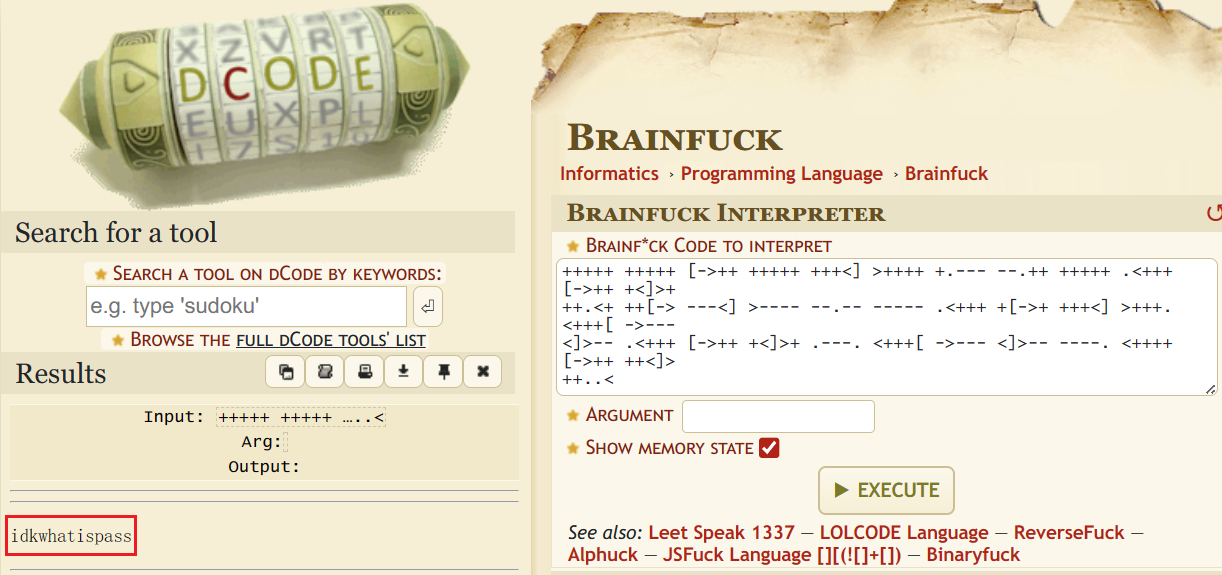 X Z V R T
D C O D E
E U X P L
Search for a tool
SEARCH A TOOL ON DCODE BY KEYWORDS:
e.g. type 'sudoku'
BROWSE THE FULL DCODE TOOLS' LIST
Results
Input: +++++ +++++ …..<
Arg:
Output:
idkwhatispass
BRAINFUCK
Informatics › Programming Language › Brainfuck
BRAINFUCK INTERPRETER
BRAINF*CK CODE TO INTERPRET
+++++ +++++ [->++ +++++ +++<] >++++ +.--- --.++ +++++ .<+++
[->++ +<]>+
++.<+ ++[-> ---<] >---- --.-- ----- .<+++ +[->+ +++<] >+++.
<+++[ ->---
<]>-- .<+++ [->++ +<]>+ .---. <+++[ ->--- <]>-- ----. <++++
[->++ ++<]>
++..<
ARGUMENT
SHOW MEMORY STATE
EXECUTE
See also: Leet Speak 1337 — LOLCODE Language — ReverseFuck —
Alphuck — JSFuck Language [][(![]+[]) — Binaryfuck